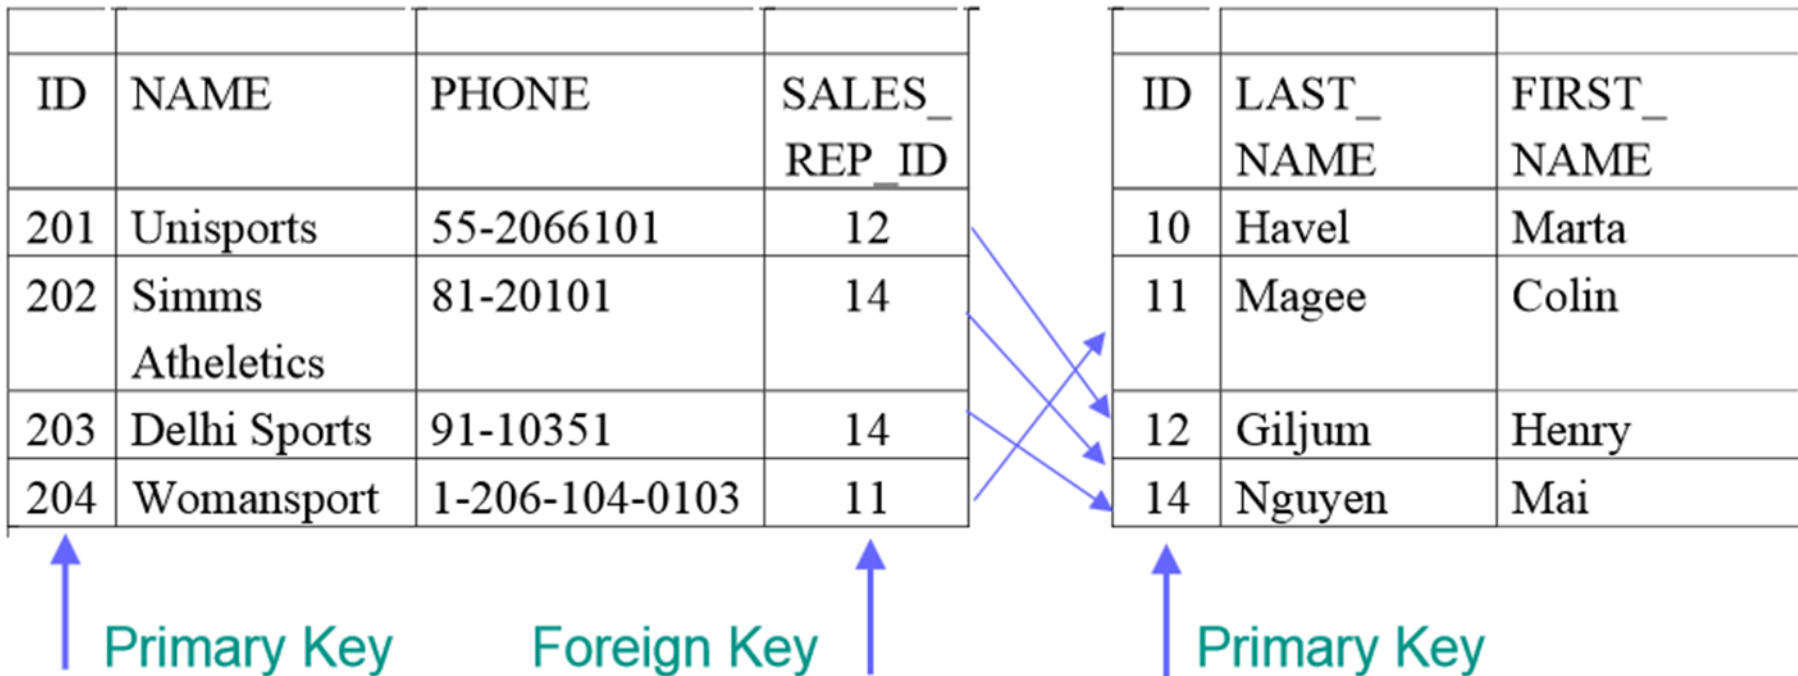 ID NAME PHONE SALES_ ID LAST_ FIRST_
REP_ID NAME NAME
201 Unisports 55-2066101 12 10 Havel Marta
202 Simms 81-20101 14 11 Magee Colin
Atheletics
203 Delhi Sports 91-10351 14 12 Giljum Henry
204 Womansport 1-206-104-0103 11 14 Nguyen Mai
Primary Key Foreign Key Primary Key